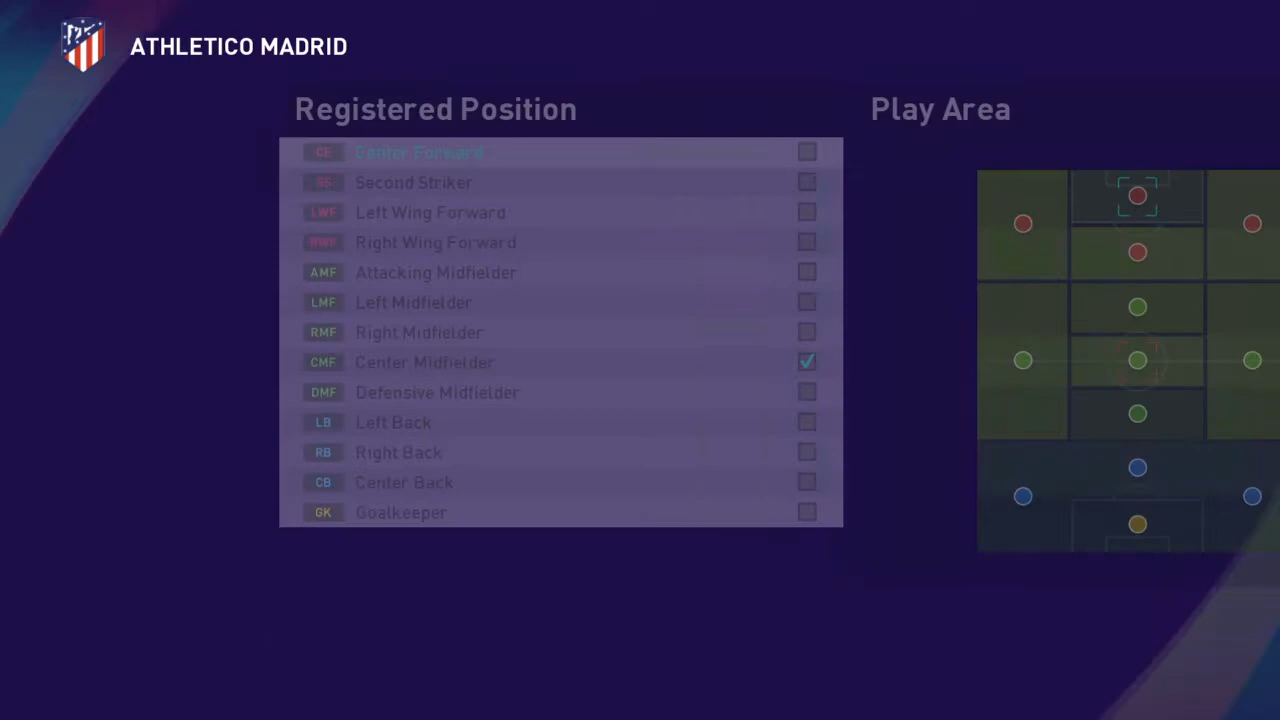 ATHLETICO MADRID
Registered Position
Play Area
CF Center Forward
SS Second Striker
LWF Left Wing Forward
RWF Right Wing Forward
AMF Attacking Midfielder
LMF Left Midfielder
RMF Right Midfielder
CMF Center Midfielder
DMF Defensive Midfielder
LB Left Back
RB Right Back
CB Center Back
GK Goalkeeper